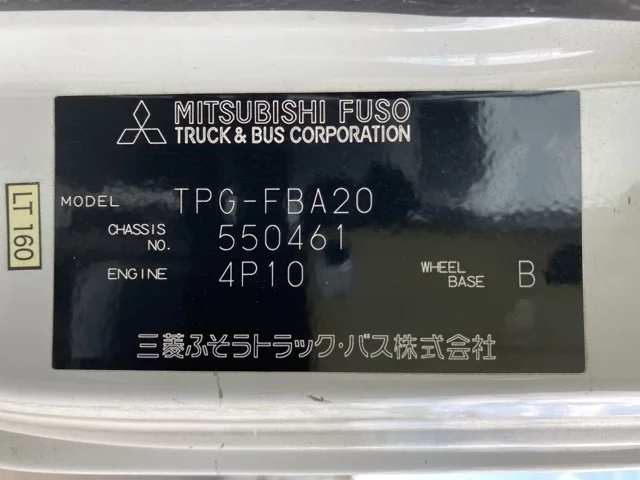 MITSUBISHI FUSO
TRUCK & BUS CORPORATION
MODEL TPG-FBA20
CHASSIS NO. 550461
ENGINE 4P10 WHEEL BASE B
三菱ふそうトラック・バス株式会社
LT 160